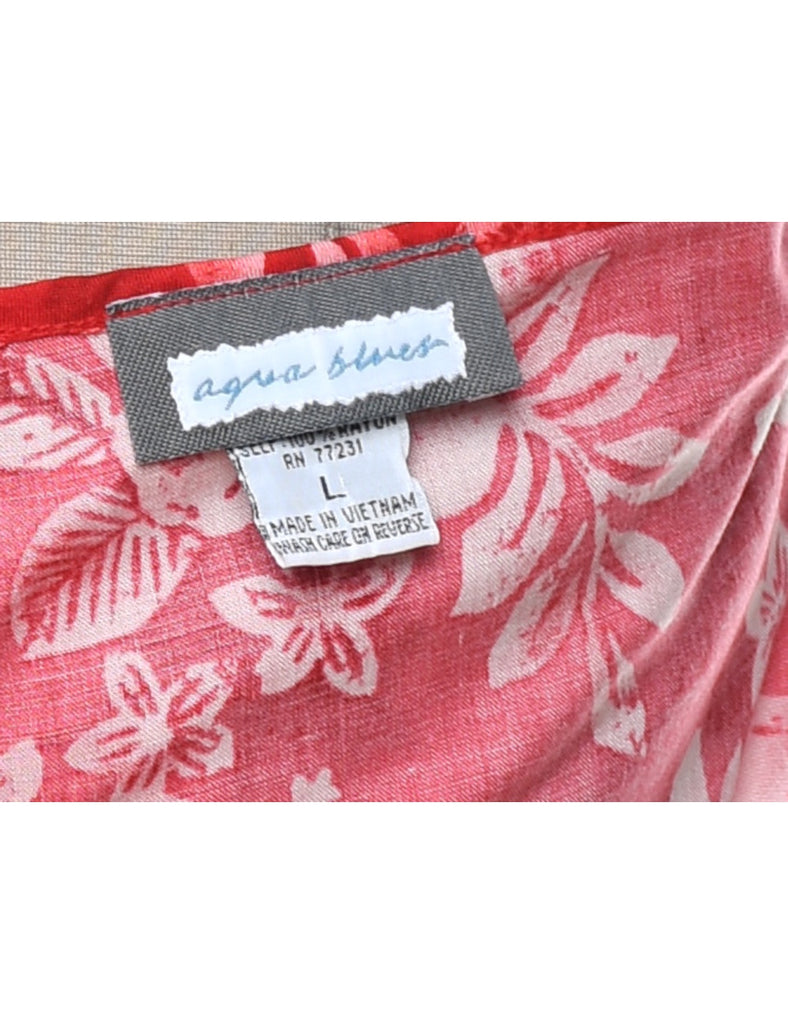 aqua blues
SELF: 100% RAYON
RN 77231
L
MADE IN VIETNAM
WASH CARE ON REVERSE